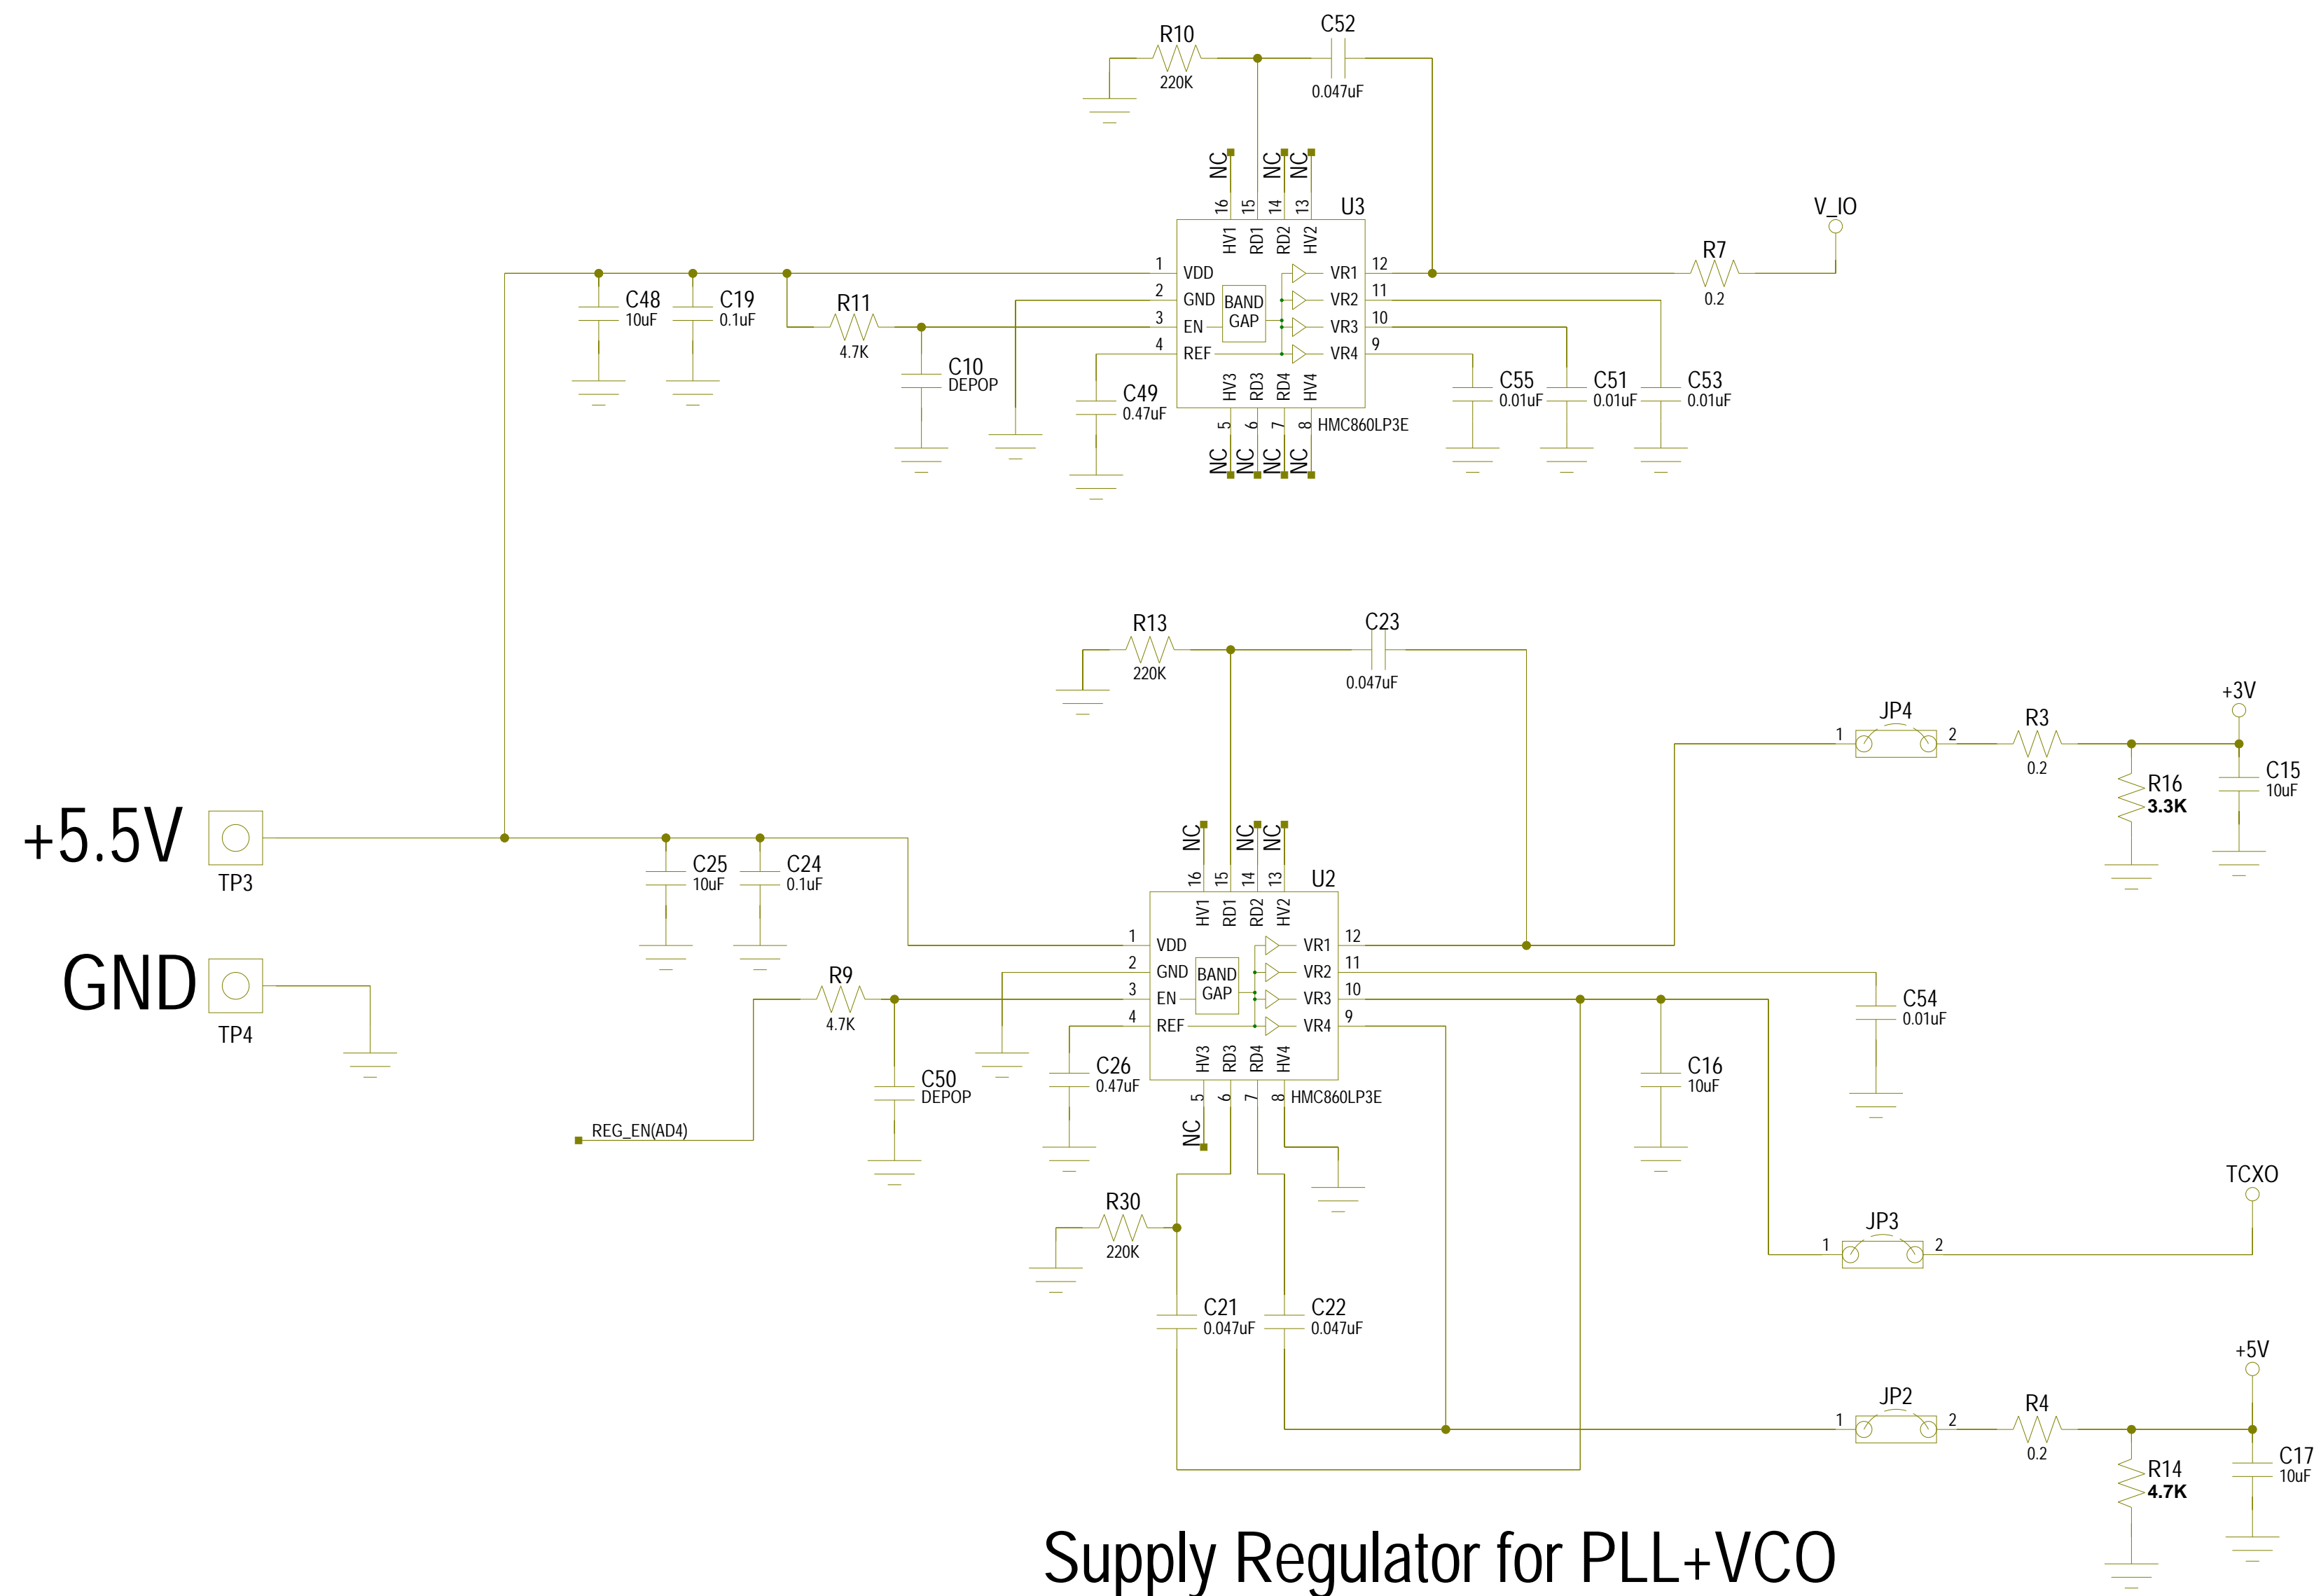 C52
R10
220K
0.047uF
NC NC NC
U3
16 15 14 13
HV1 RD1 RD2 HV2
V_IO
R7
0.2
1 VDD VR1 12
2 GND VR2 11
3 EN VR3 10
4 REF VR4 9
BAND
GAP
C48
10uF
C19
0.1uF
R11
4.7K
C10
DEPOP
C49
0.47uF
HV3 RD3 RD4 HV4
5 6 7 8
HMC860LP3E
NC NC NC NC
C55
0.01uF
C51
0.01uF
C53
0.01uF
R13
220K
C23
0.047uF
+3V
JP4
1 2
R3
0.2
R16
3.3K
C15
10uF
+5.5V
TP3
C25
10uF
C24
0.1uF
NC NC NC
U2
16 15 14 13
HV1 RD1 RD2 HV2
1 VDD VR1 12
2 GND VR2 11
3 EN VR3 10
4 REF VR4 9
BAND
GAP
GND
TP4
R9
4.7K
C54
0.01uF
C50
DEPOP
C26
0.47uF
HV3 RD3 RD4 HV4
5 6 7 8
HMC860LP3E
NC
C16
10uF
REG_EN(AD4)
R30
220K
TCXO
JP3
1 2
C21
0.047uF
C22
0.047uF
+5V
JP2
1 2
R4
0.2
R14
4.7K
C17
10uF
Supply Regulator for PLL+VCO